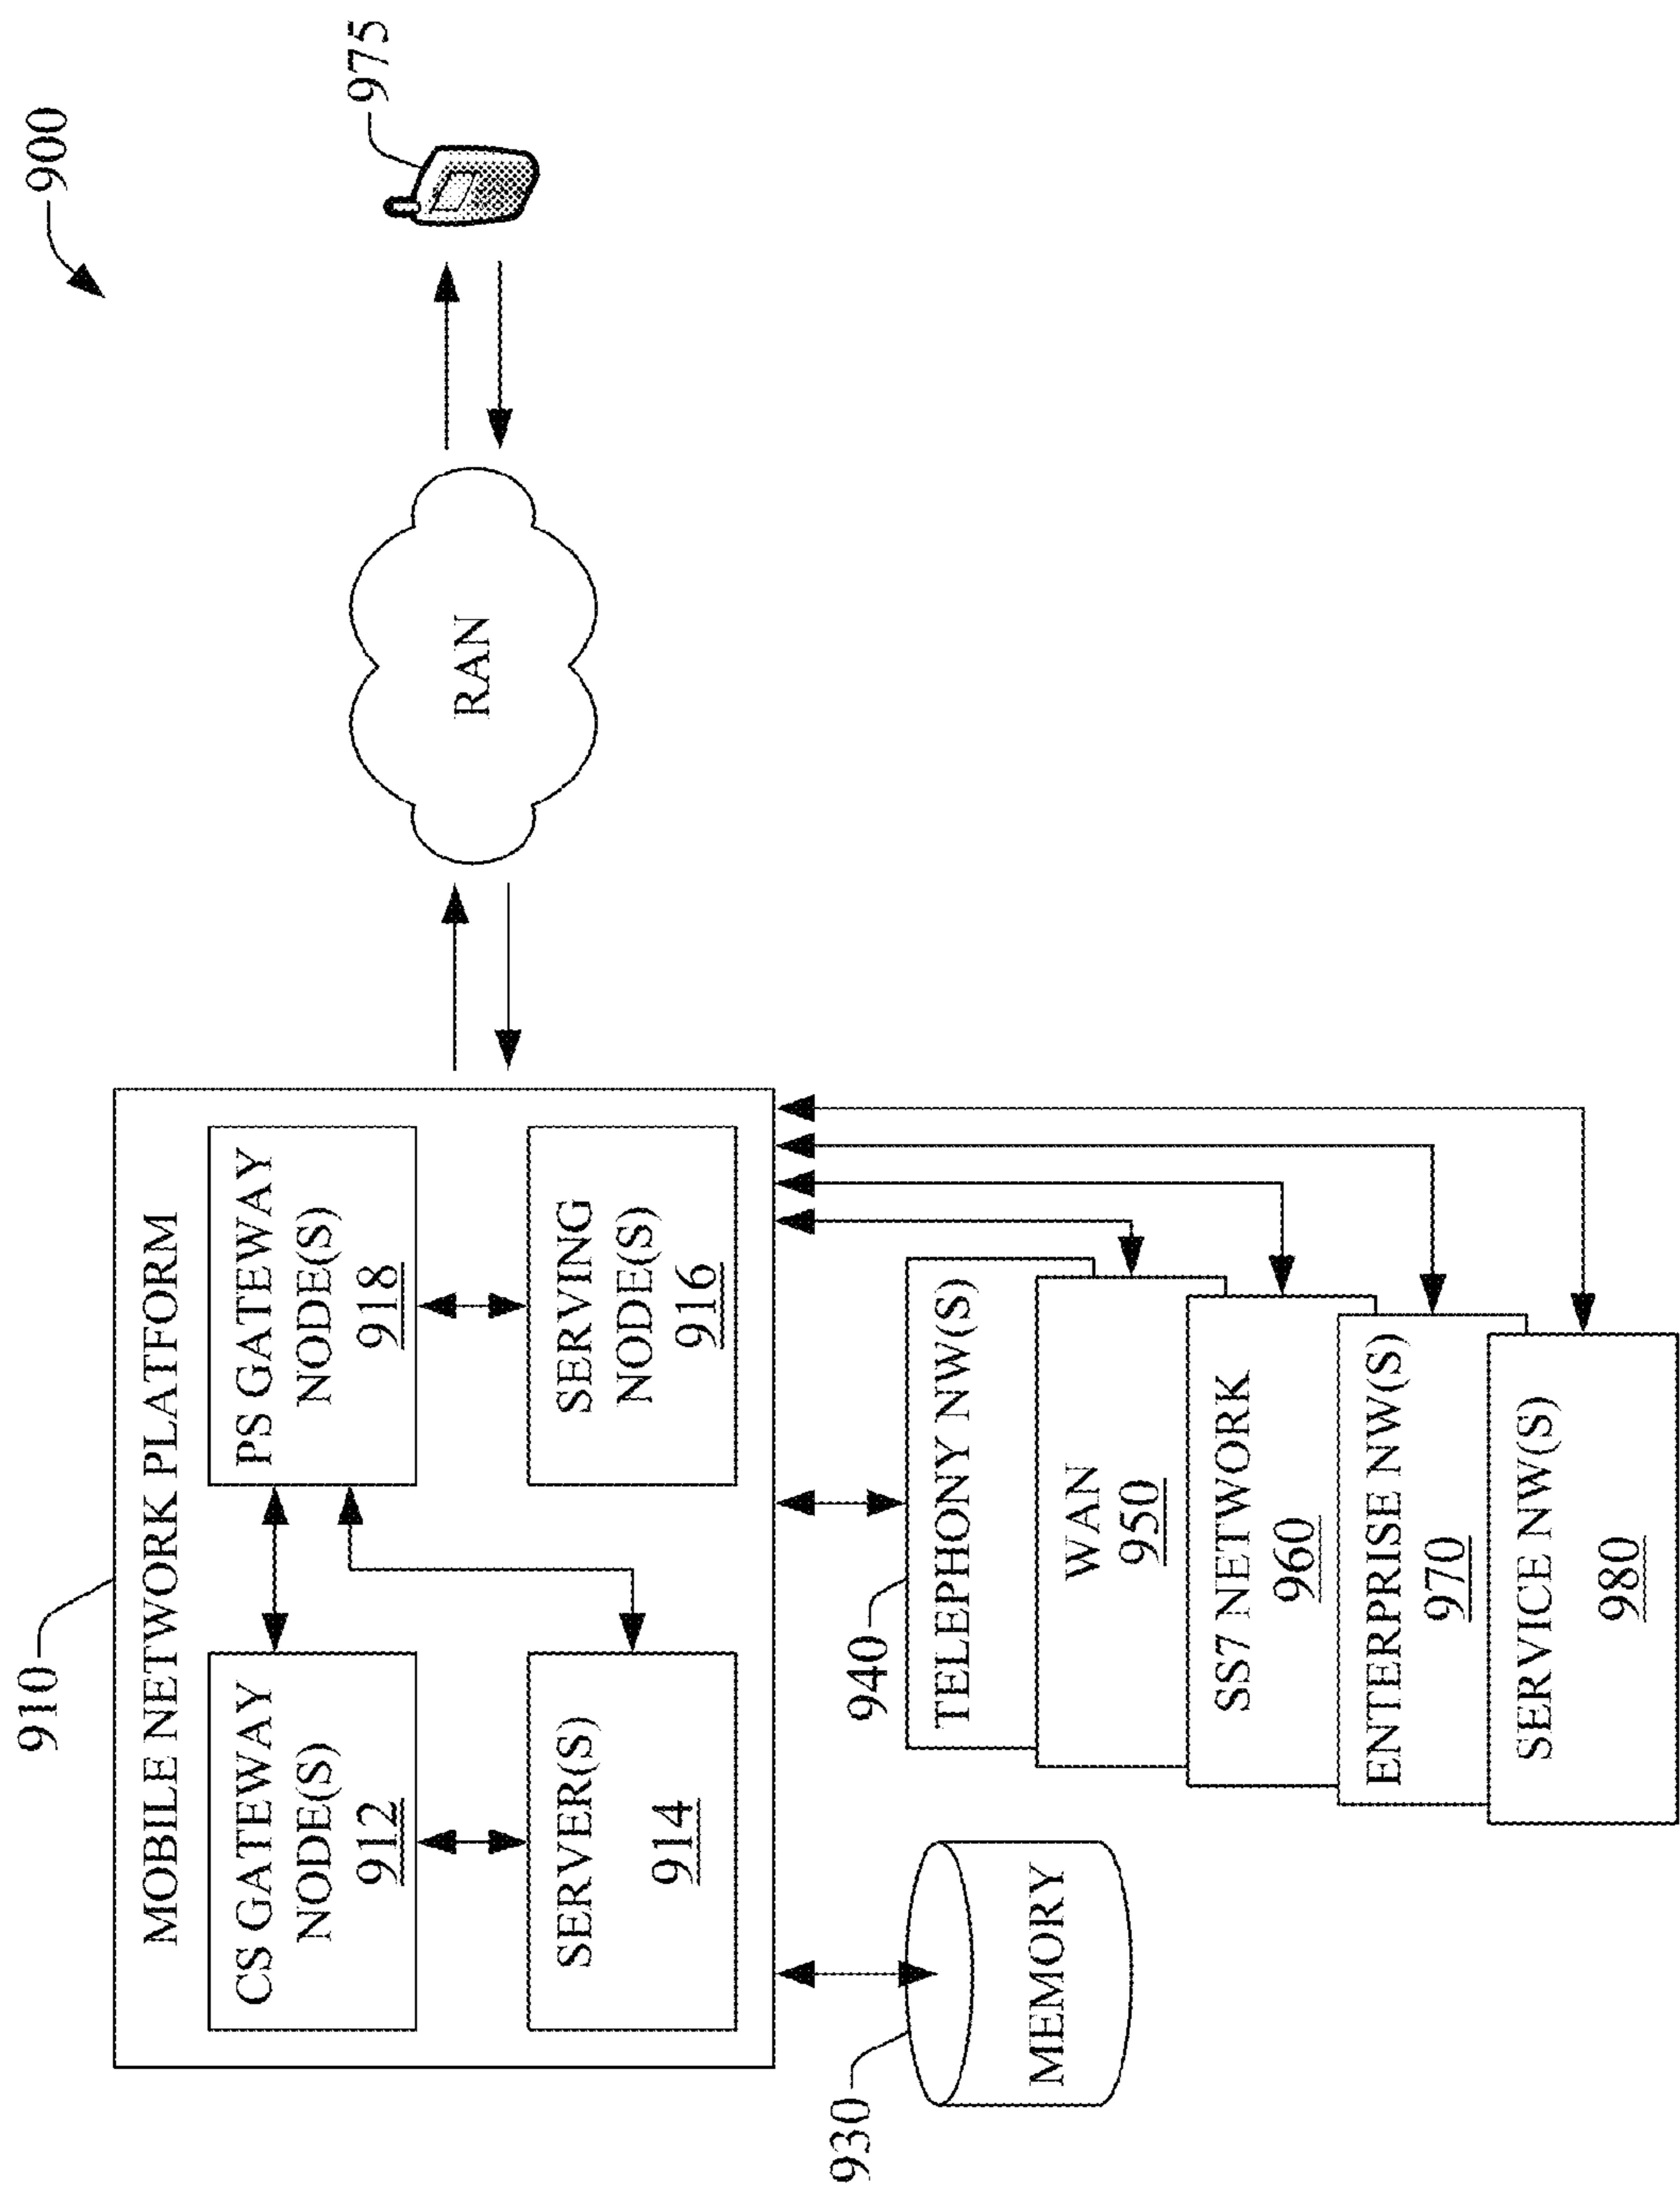 900
910
MOBILE NETWORK PLATFORM
CS GATEWAY
NODE(S)
912
PS GATEWAY
NODE(S)
918
SERVER(S)
914
SERVING
NODE(S)
916
RAN
975
930
MEMORY
940
TELEPHONY NW(S)
WAN
950
SS7 NETWORK
960
ENTERPRISE NW(S)
970
SERVICE NW(S)
980